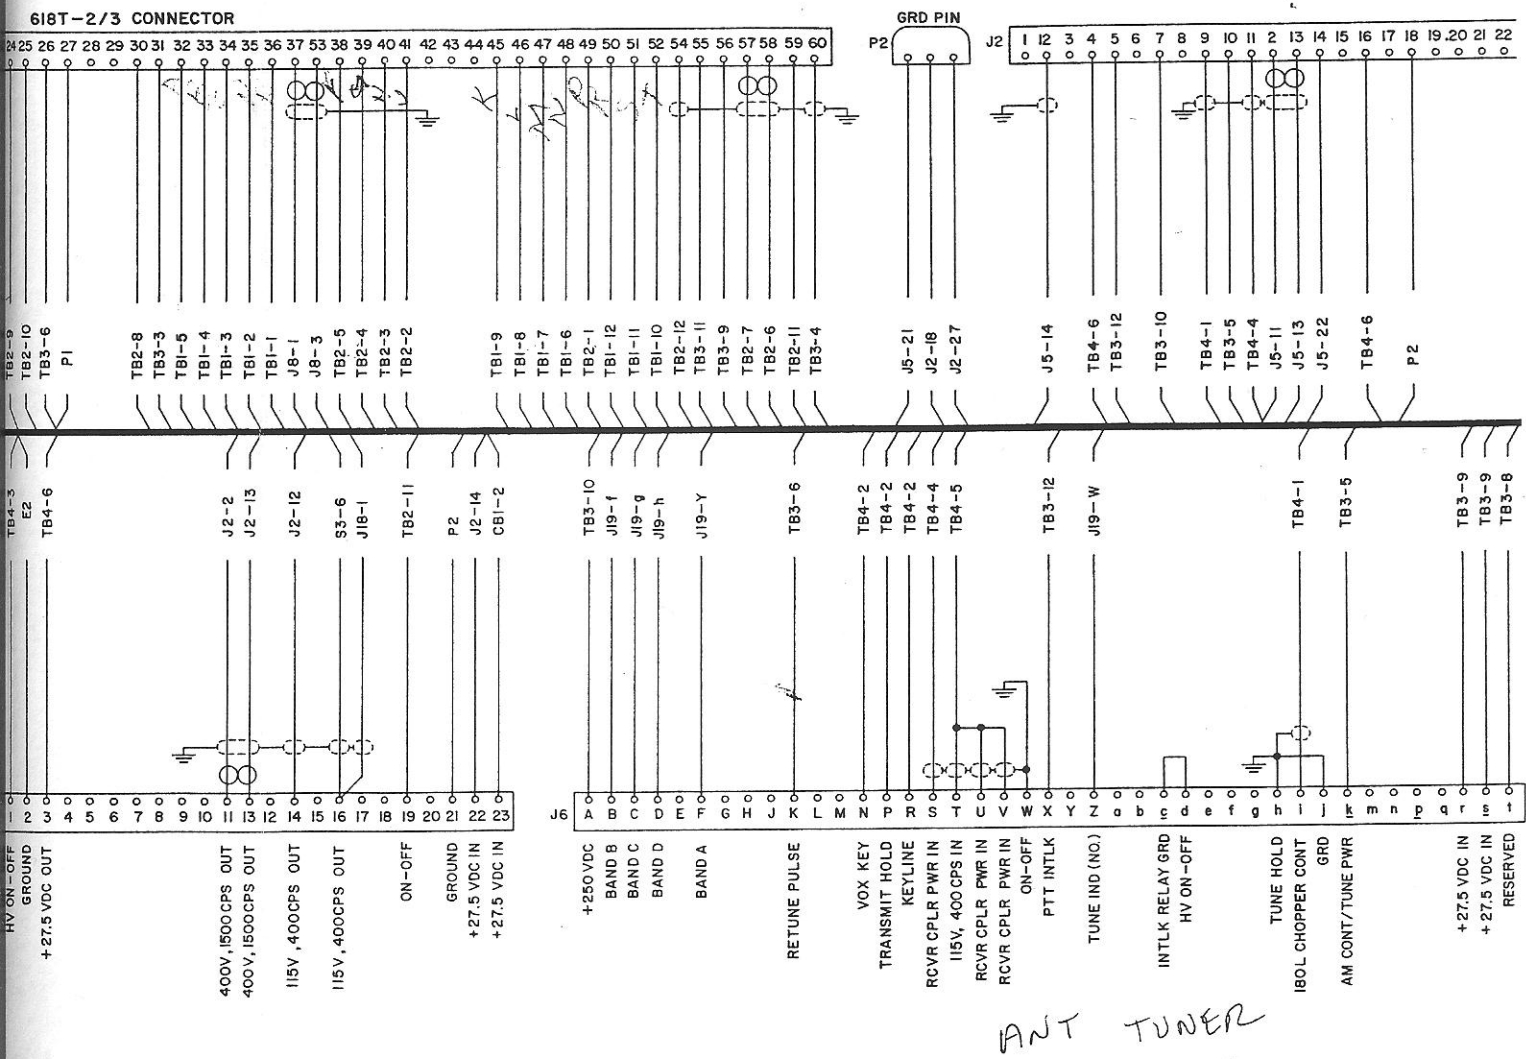 618T-2/3 CONNECTOR
GRD PIN
24 25 26 27 28 29 30 31 32 33 34 35 36 37 53 38 39 40 41 42 43 44 45 46 47 48 49 50 51 52 54 55 56 57 58 59 60
P2
J2 1 12 3 4 5 6 7 8 9 10 11 2 13 14 15 16 17 18 19 20 21 22
K L M N P R S T
TB2-9 TB2-10 TB3-6 P1 TB2-8 TB3-3 TB1-5 TB1-4 TB1-3 TB1-2 TB1-1 J8-1 J8-3 TB2-5 TB2-4 TB2-3 TB2-2 TB1-9 TB1-8 TB1-7 TB1-6 TB2-1 TB1-12 TB1-11 TB1-10 TB2-12 TB3-11 TB3-9 TB2-7 TB2-6 TB2-11 TB3-4 J5-21 J2-18 J2-27 J5-14 TB4-6 TB3-12 TB3-10 TB4-1 TB3-5 TB4-4 J5-11 J5-13 J5-22 TB4-6 P2
TB4-3 E2 TB4-6 J2-2 J2-13 J2-12 S3-6 J18-1 TB2-11 P2 J2-14 CB1-2 TB3-10 J19-f J19-g J19-h J19-Y TB3-6 TB4-2 TB4-2 TB4-2 TB4-4 TB4-5 TB3-12 J19-W TB4-1 TB3-5 TB3-9 TB3-9 TB3-8
1 2 3 4 5 6 7 8 9 10 11 13 12 14 15 16 17 18 19 20 21 22 23
J6 A B C D E F G H J K L M N P R S T U V W X Y Z a b c d e f g h i j k m n p q r s t
HV ON-OFF
GROUND
+27.5 VDC OUT
400V,1500CPS OUT
400V,1500CPS OUT
115V,400CPS OUT
115V,400CPS OUT
ON-OFF
GROUND
+27.5 VDC IN
+27.5 VDC IN
+250 VDC
BAND B
BAND C
BAND D
BAND A
RETUNE PULSE
VOX KEY
TRANSMIT HOLD
KEYLINE
RCVR CPLR PWR IN
115V, 400CPS IN
RCVR CPLR PWR IN
RCVR CPLR PWR IN
ON-OFF
PTT INTLK
TUNE IND (NO.)
INTLK RELAY GRD
HV ON-OFF
TUNE HOLD
180L CHOPPER CONT
GRD
AM CONT/TUNE PWR
+27.5 VDC IN
+27.5 VDC IN
RESERVED
ANT TUNER